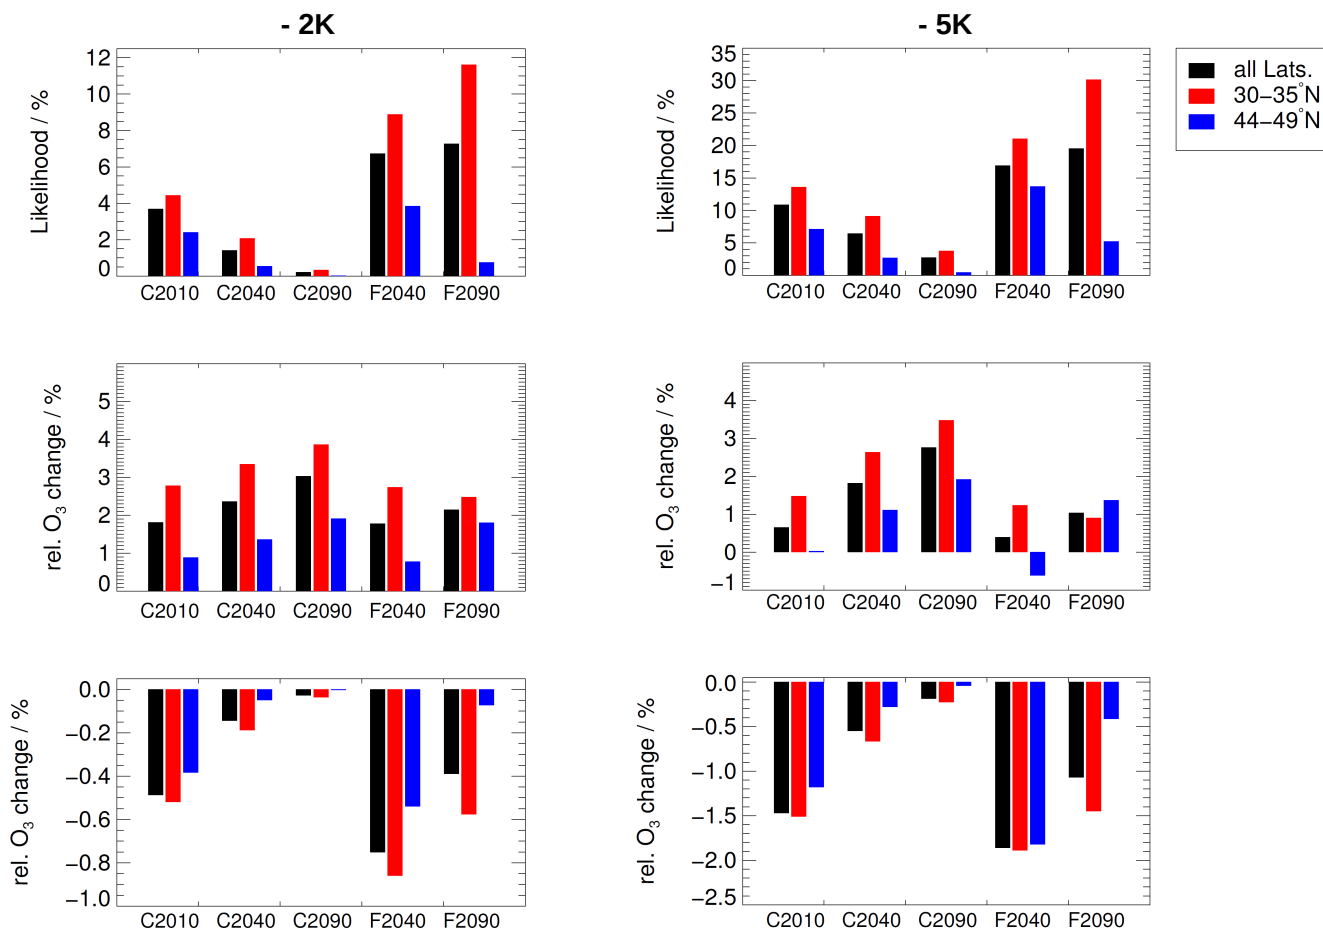 - 2K
- 5K
Likelihood / %
12
10
8
6
4
2
0
C2010 C2040 C2090 F2040 F2090
Likelihood / %
35
30
25
20
15
10
5
0
C2010 C2040 C2090 F2040 F2090
all Lats.
30−35°N
44−49°N
rel. O₃ change / %
5
4
3
2
1
0
C2010 C2040 C2090 F2040 F2090
rel. O₃ change / %
4
3
2
1
0
−1
C2010 C2040 C2090 F2040 F2090
rel. O₃ change / %
0.0
−0.2
−0.4
−0.6
−0.8
−1.0
C2010 C2040 C2090 F2040 F2090
rel. O₃ change / %
0.0
−0.5
−1.0
−1.5
−2.0
−2.5
C2010 C2040 C2090 F2040 F2090